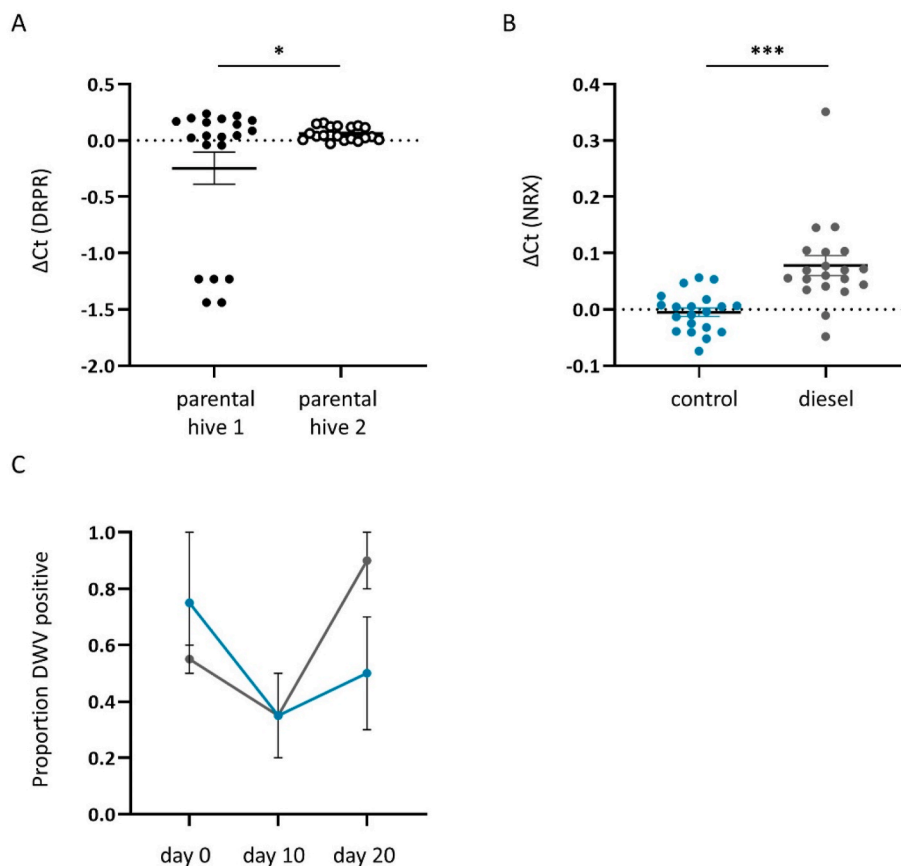 A
*
ΔCt (DRPR)
0.5
0.0
-0.5
-1.0
-1.5
-2.0
parental
hive 1
parental
hive 2
B
***
ΔCt (NRX)
0.4
0.3
0.2
0.1
0.0
-0.1
control
diesel
C
Proportion DWV positive
1.0
0.8
0.6
0.4
0.2
0.0
day 0
day 10
day 20